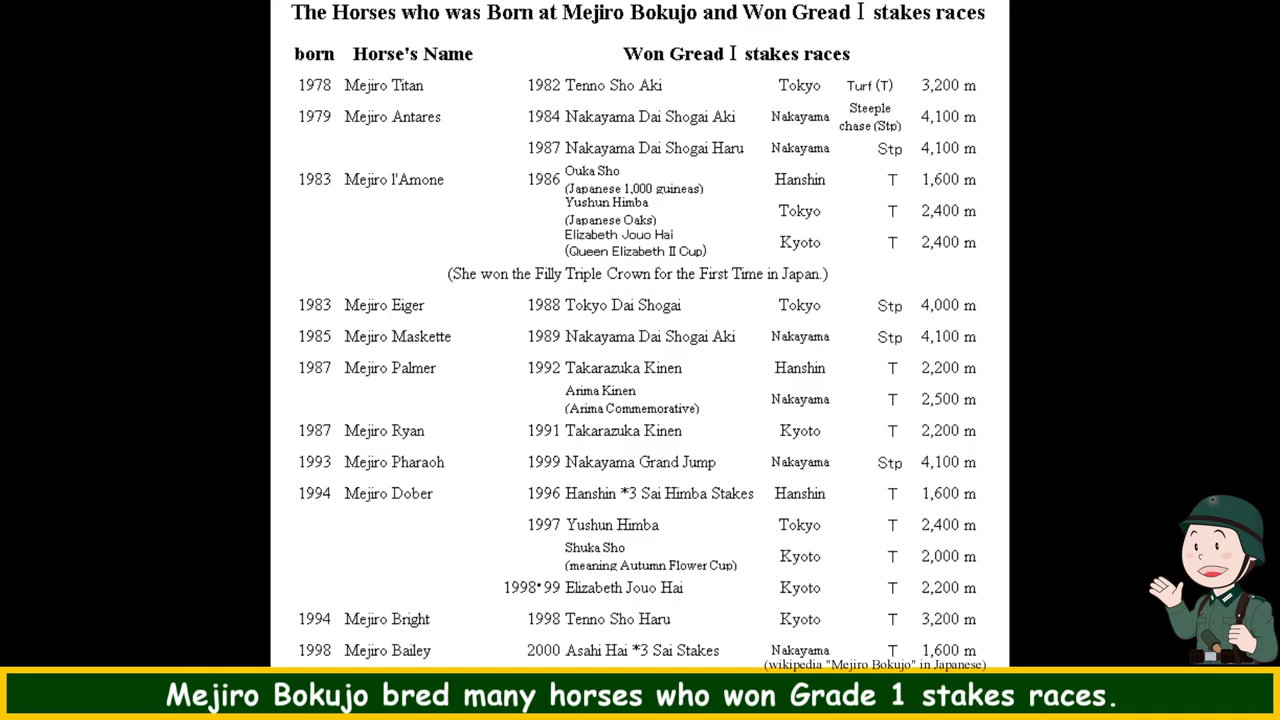 The Horses who was Born at Mejiro Bokujo and Won Gread Ⅰ stakes races
born Horse's Name Won Gread Ⅰ stakes races
1978 Mejiro Titan 1982 Tenno Sho Aki Tokyo Turf (T) 3,200 m
1979 Mejiro Antares 1984 Nakayama Dai Shogai Aki Nakayama Steeple chase (Stp) 4,100 m
1987 Nakayama Dai Shogai Haru Nakayama Stp 4,100 m
1983 Mejiro l'Amone 1986 Ouka Sho (Japanese 1,000 guineas) Hanshin T 1,600 m
Yushun Himba (Japanese Oaks) Tokyo T 2,400 m
Elizabeth Jouo Hai (Queen Elizabeth II Cup) Kyoto T 2,400 m
(She won the Filly Triple Crown for the First Time in Japan.)
1983 Mejiro Eiger 1988 Tokyo Dai Shogai Tokyo Stp 4,000 m
1985 Mejiro Maskette 1989 Nakayama Dai Shogai Aki Nakayama Stp 4,100 m
1987 Mejiro Palmer 1992 Takarazuka Kinen Hanshin T 2,200 m
Arima Kinen (Arima Commemorative) Nakayama T 2,500 m
1987 Mejiro Ryan 1991 Takarazuka Kinen Kyoto T 2,200 m
1993 Mejiro Pharaoh 1999 Nakayama Grand Jump Nakayama Stp 4,100 m
1994 Mejiro Dober 1996 Hanshin *3 Sai Himba Stakes Hanshin T 1,600 m
1997 Yushun Himba Tokyo T 2,400 m
Shuka Sho (meaning Autumn Flower Cup) Kyoto T 2,000 m
1998・99 Elizabeth Jouo Hai Kyoto T 2,200 m
1994 Mejiro Bright 1998 Tenno Sho Haru Kyoto T 3,200 m
1998 Mejiro Bailey 2000 Asahi Hai *3 Sai Stakes Nakayama T 1,600 m
(wikipedia "Mejiro Bokujo" in Japanese)
Mejiro Bokujo bred many horses who won Grade 1 stakes races.